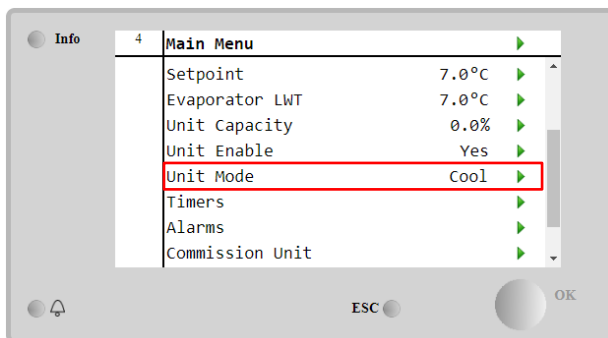 Info
4 Main Menu
Setpoint 7.0°C
Evaporator LWT 7.0°C
Unit Capacity 0.0%
Unit Enable Yes
Unit Mode Cool
Timers
Alarms
Commission Unit
ESC OK